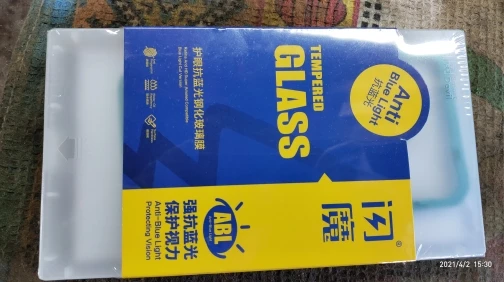 TEMPERED
GLASS
护眼抗蓝光钢化玻璃膜
Anti
Blue Light
抗蓝光
闪魔®
ABL
强抗蓝光
保护视力
Anti-Blue Light
Protecting Vision
2021/4/2 15:30